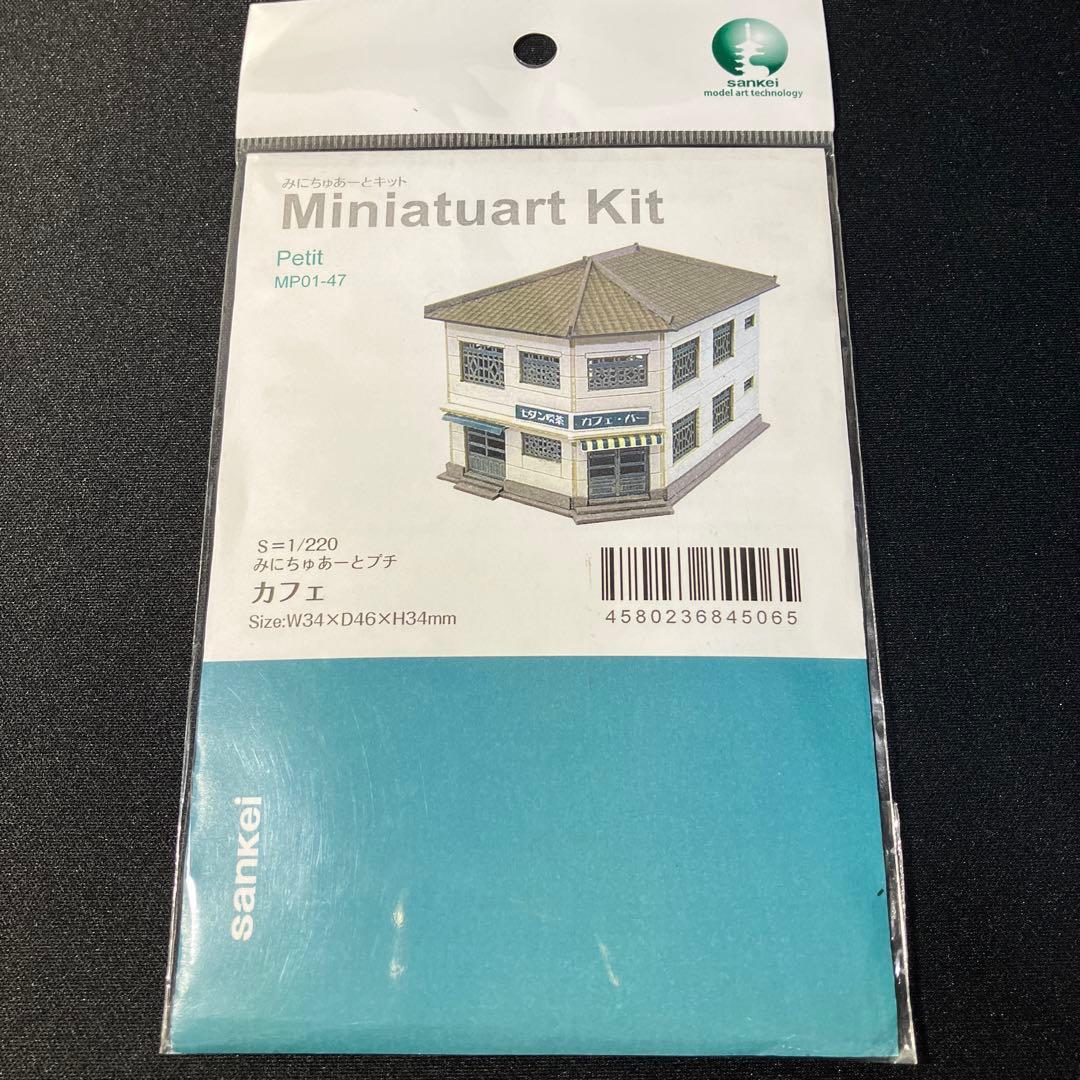 sankei
model art technology
みにちゅあーとキット
Miniatuart Kit
Petit
MP01-47
モダン喫茶
カフェ・バー
S=1/220
みにちゅあーとプチ
カフェ
Size:W34×D46×H34mm
4580236845065
sankei